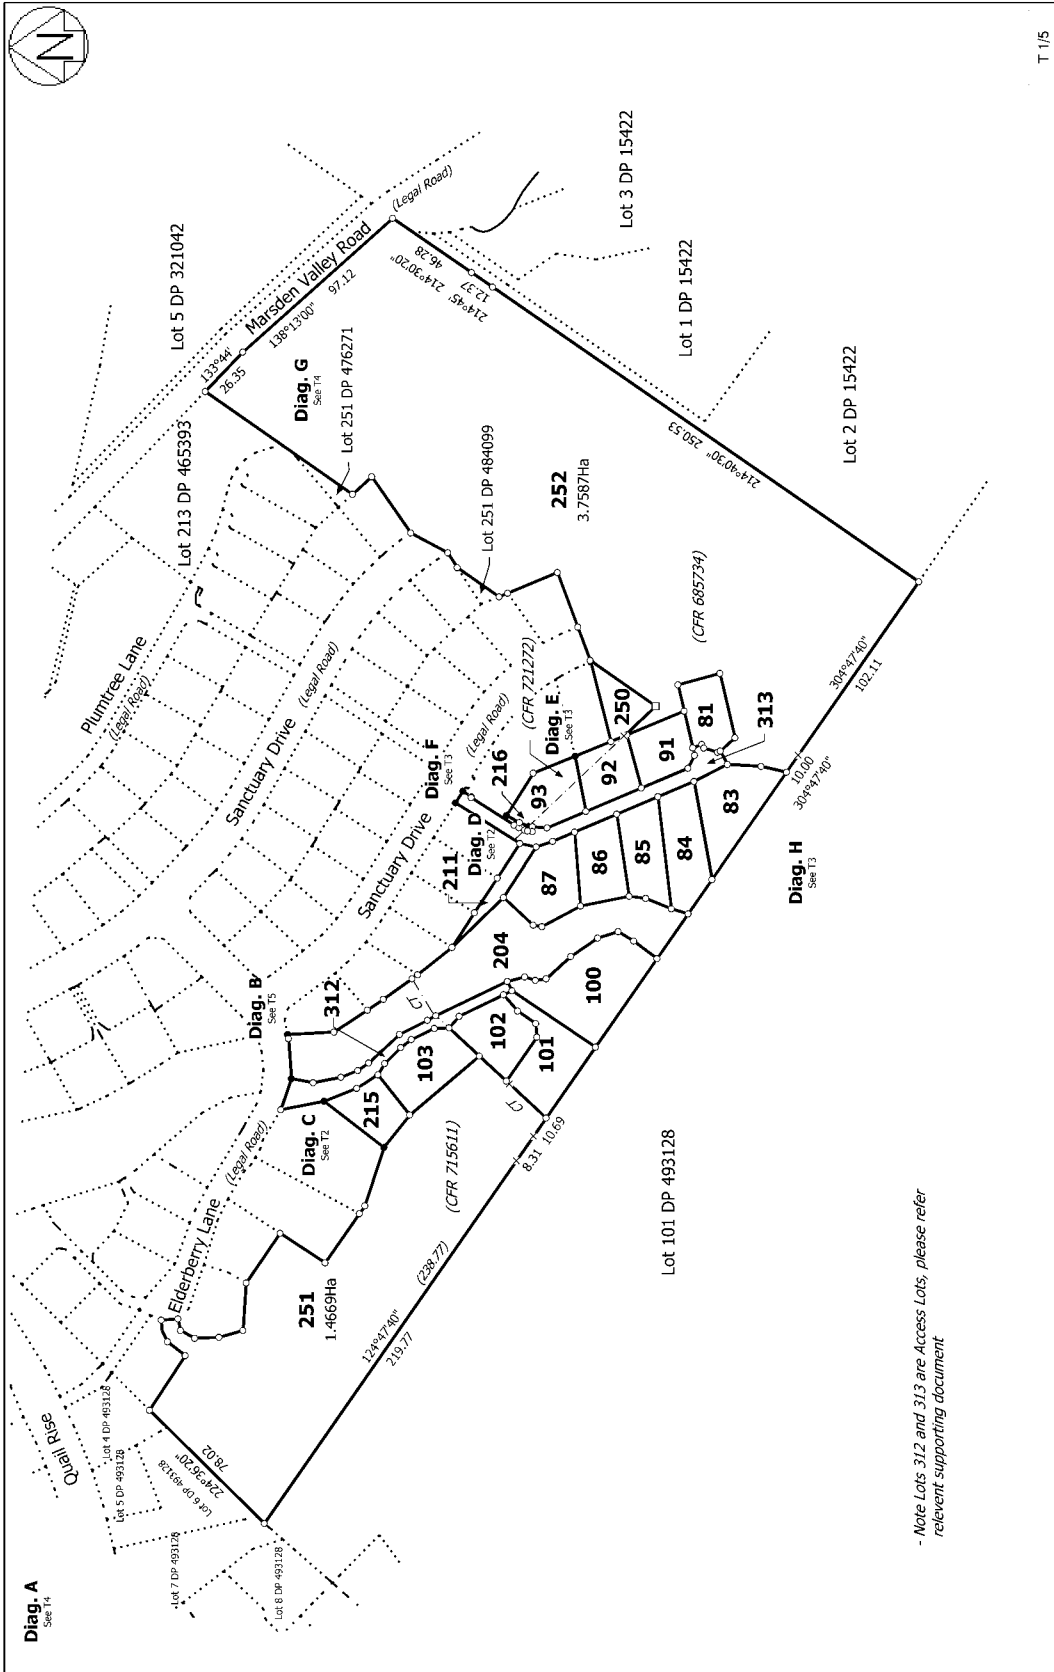 Diag. A
See T4
N
T 1/5
Quail Rise
Lot 4 DP 493128
Lot 5 DP 493128
Lot 6 DP 493128
Lot 7 DP 493128
Lot 8 DP 493128
224°36'20"
78.02
Elderberry Lane
(Legal Road)
251
1.4669Ha
124°47'40"
219.77
(238.77)
8.31
10.69
(CFR 715611)
Lot 101 DP 493128
Diag. C
See T2
215
Diag. B
See T5
312
103
102
101
CT
CT
100
204
211
Diag. D
See T2
Sanctuary Drive
Diag. F
See T3
(Legal Road)
216
(CFR 721272)
Diag. E
See T3
93
92
91
250
81
313
87
86
85
84
83
Diag. H
See T3
10.00
304°47'40"
304°47'40"
102.11
(CFR 685734)
252
3.7587Ha
Plumtree Lane
(Legal Road)
Sanctuary Drive
(Legal Road)
Lot 213 DP 465393
Lot 251 DP 484099
Lot 251 DP 476271
Diag. G
See T4
133°44'
26.35
Marsden Valley Road
138°13'00"
97.12
(Legal Road)
Lot 5 DP 321042
214°30'20"
46.28
214°45'
12.37
214°40'30"
250.53
Lot 3 DP 15422
Lot 1 DP 15422
Lot 2 DP 15422
- Note Lots 312 and 313 are Access Lots, please refer
relevent supporting document